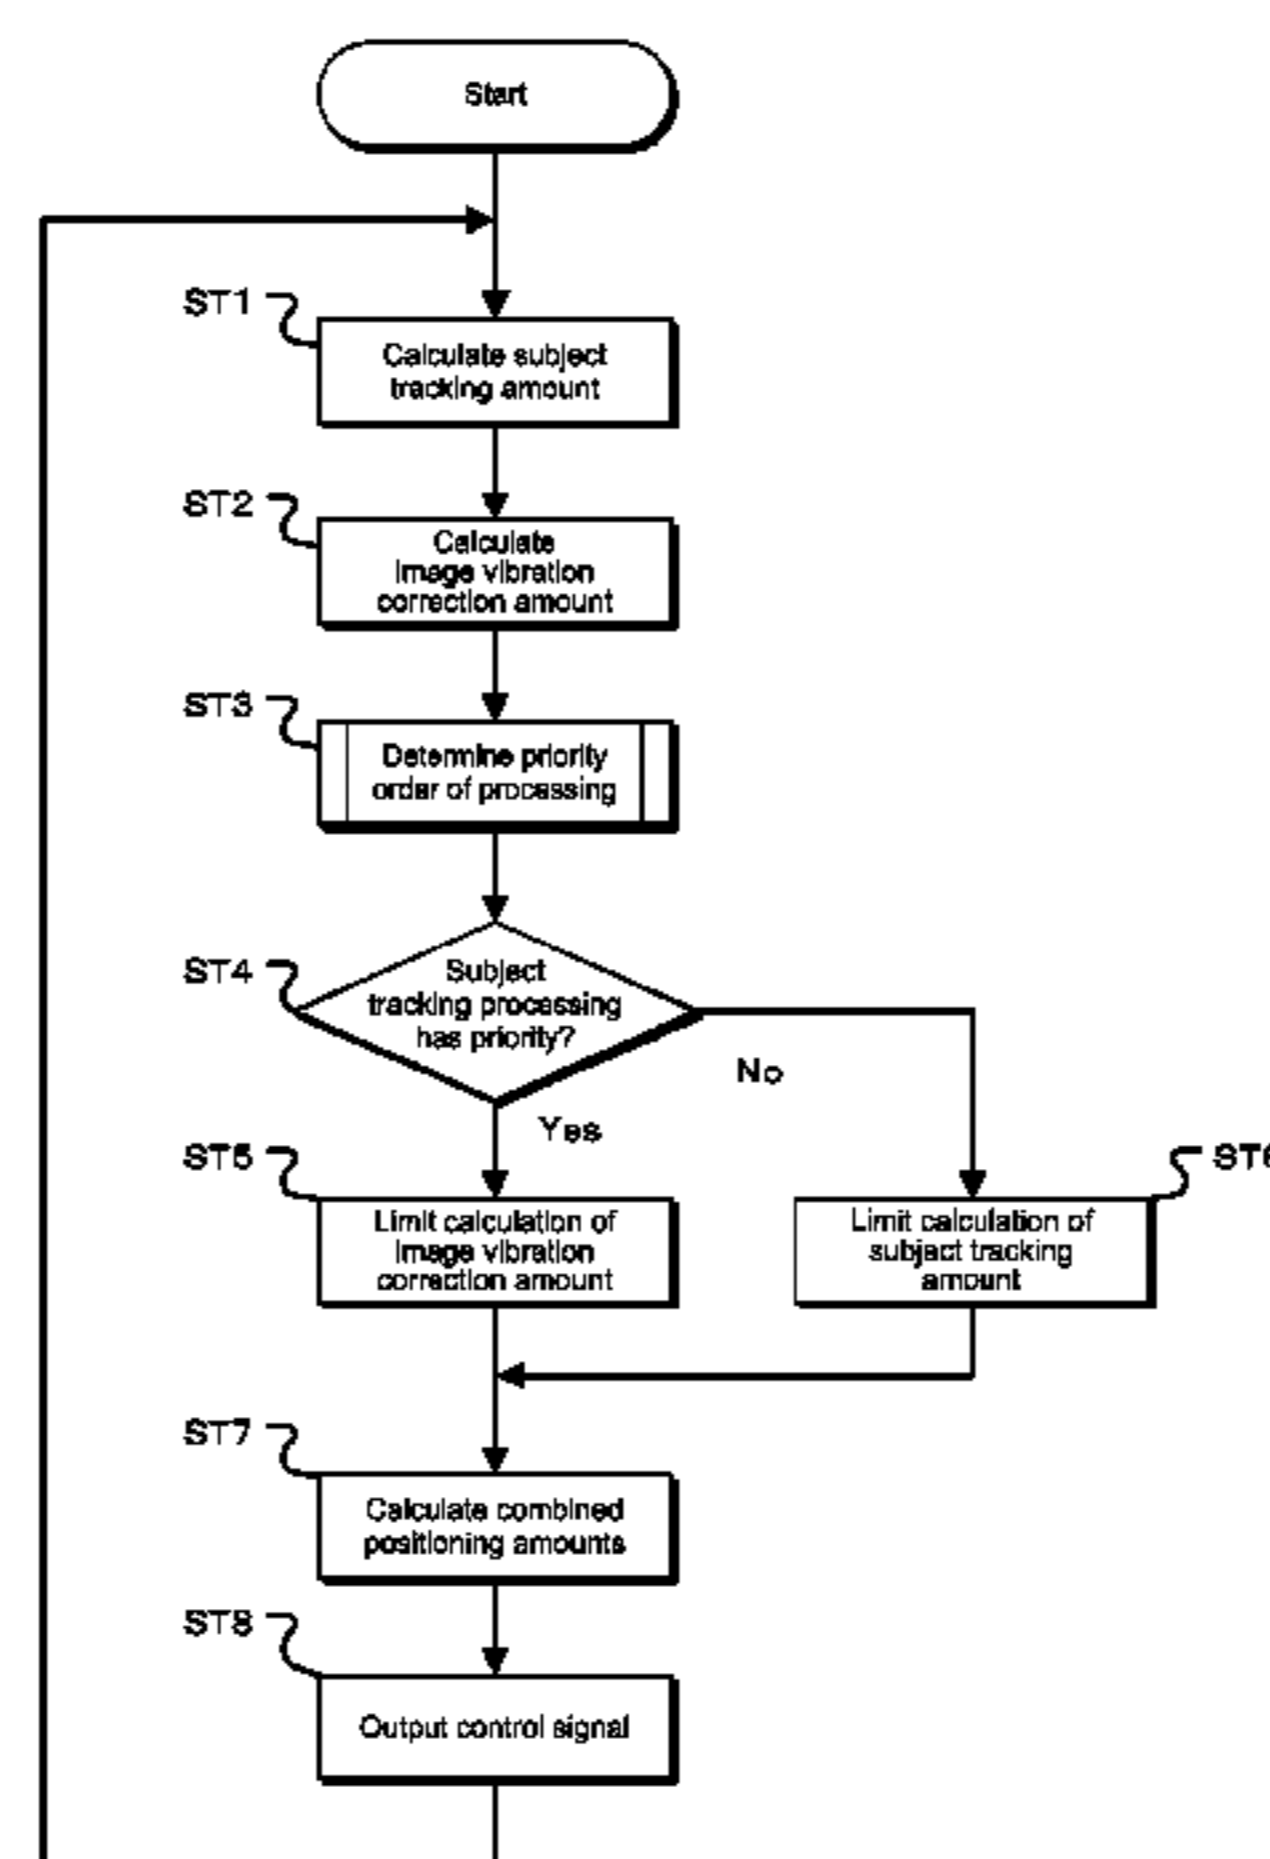 Start
ST1
Calculate subject
tracking amount
ST2
Calculate
image vibration
correction amount
ST3
Determine priority
order of processing
ST4
Subject
tracking processing
has priority?
No
Yes
ST5
Limit calculation of
image vibration
correction amount
ST6
Limit calculation of
subject tracking
amount
ST7
Calculate combined
positioning amounts
ST8
Output control signal